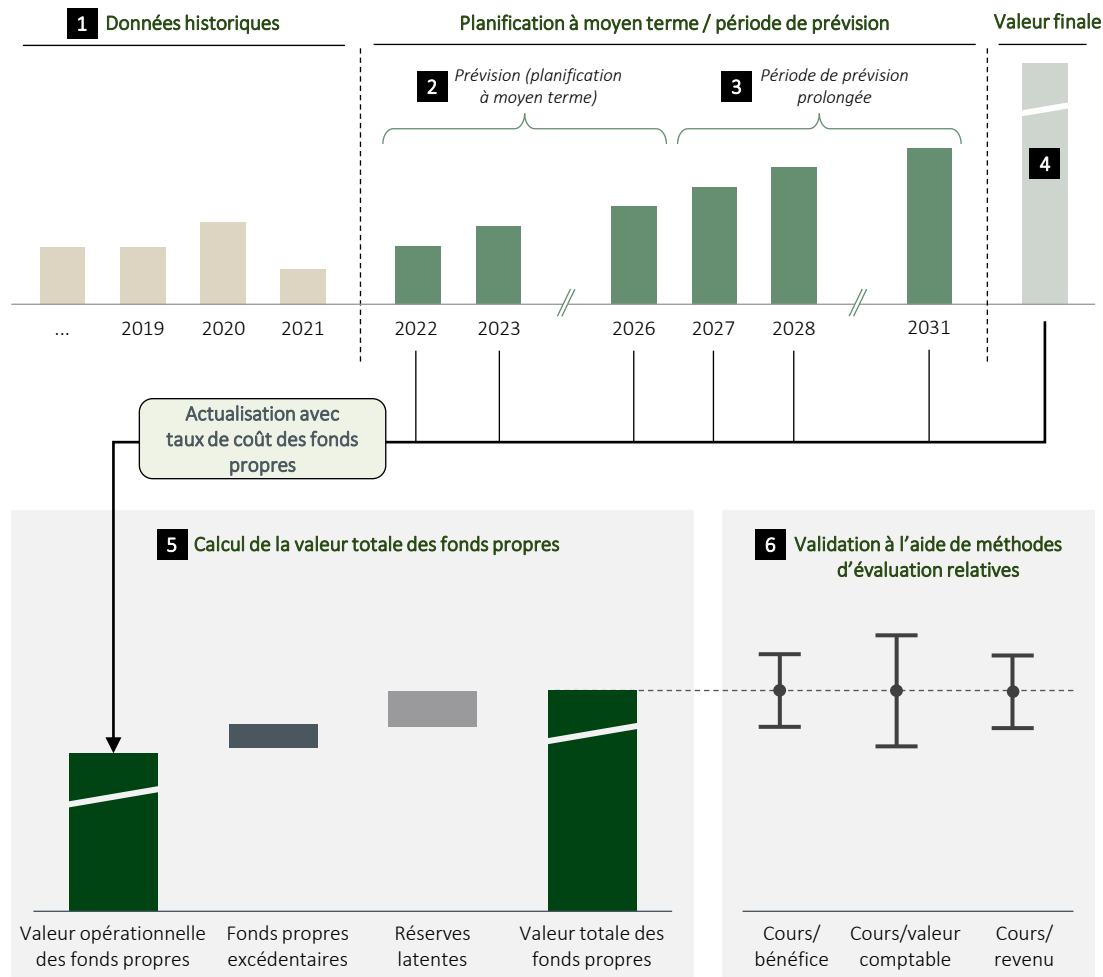 1 Données historiques
Planification à moyen terme / période de prévision
Valeur finale
2 Prévision (planification
à moyen terme)
3 Période de prévision
prolongée
4
...
2019
2020
2021
2022
2023
2026
2027
2028
2031
Actualisation avec
taux de coût des fonds
propres
5 Calcul de la valeur totale des fonds propres
6 Validation à l’aide de méthodes
d’évaluation relatives
Valeur opérationnelle
des fonds propres
Fonds propres
excédentaires
Réserves
latentes
Valeur totale des
fonds propres
Cours/
bénéfice
Cours/valeur
comptable
Cours/
revenu